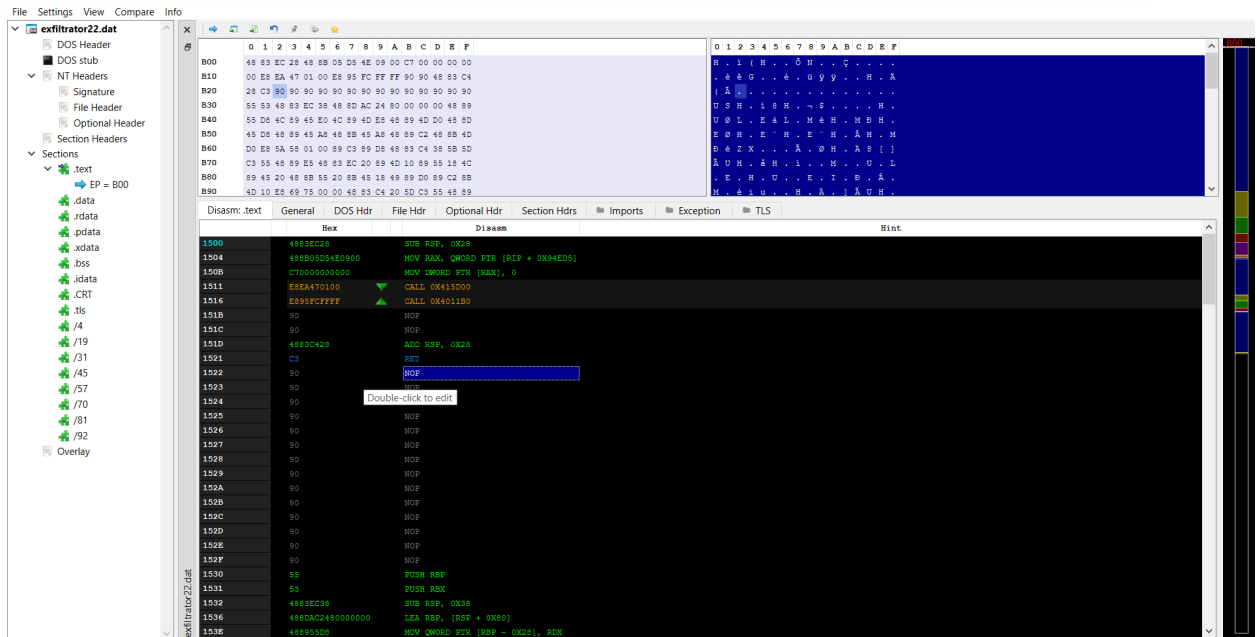 File Settings View Compare Info
exfiltrator22.dat
DOS Header
DOS stub
NT Headers
Signature
File Header
Optional Header
Section Headers
Sections
.text
EP = B00
.data
.rdata
.pdata
.xdata
.bss
.idata
.CRT
.tls
/4
/19
/31
/45
/57
/70
/81
/92
Overlay
exfiltrator22.dat
0 1 2 3 4 5 6 7 8 9 A B C D E F
B00 48 83 EC 28 48 8B 05 D5 4E 09 00 C7 00 00 00 00
B10 00 E8 EA 47 01 00 E8 95 FC FF FF 90 90 48 83 C4
B20 28 C3 90 90 90 90 90 90 90 90 90 90 90 90 90 90
B30 55 53 48 83 EC 38 48 8D AC 24 80 00 00 00 48 89
B40 55 D8 4C 89 45 E0 4C 89 4D E8 48 89 4D D0 48 8D
B50 45 D8 48 89 45 A8 48 8B 45 A8 48 89 C2 48 8B 4D
B60 D0 E8 5A 58 01 00 89 C3 89 D8 48 83 C4 38 5B 5D
B70 C3 55 48 89 E5 48 83 EC 20 89 4D 10 89 55 18 4C
B80 89 45 20 48 8B 55 20 8B 45 18 49 89 D0 89 C2 8B
B90 4D 10 E8 69 75 00 00 48 83 C4 20 5D C3 55 48 89
0 1 2 3 4 5 6 7 8 9 A B C D E F
H . ì ( H . . Õ N . . Ç . . . .
. è ê G . . è . ü ÿ ÿ . . H . Ä
( Ã . . . . . . . . . . . . . .
U S H . ì 8 H . ¬ $ . . . . H .
U Ø L . E à L . M è H . M Ð H .
E Ø H . E ¨ H . E ¨ H . Â H . M
Ð è Z X . . . Ã . Ø H . Ä 8 [ ]
Ã U H . å H . ì . . M . . U . L
. E . H . U . . E . I . Ð . Â .
M . è i u . . H . Ä . ] Ã U H .
B00
Disasm: .text General DOS Hdr File Hdr Optional Hdr Section Hdrs Imports Exception TLS
Hex Disasm Hint
1500 4883EC28 SUB RSP, 0X28
1504 488B05D54E0900 MOV RAX, QWORD PTR [RIP + 0X94ED5]
150B C70000000000 MOV DWORD PTR [RAX], 0
1511 E8EA470100 CALL 0X415D00
1516 E895FCFFFF CALL 0X4011B0
151B 90 NOP
151C 90 NOP
151D 4883C428 ADD RSP, 0X28
1521 C3 RET
1522 90 NOP
1523 90 NOP
Double-click to edit
1524 90
1525 90 NOP
1526 90 NOP
1527 90 NOP
1528 90 NOP
1529 90 NOP
152A 90 NOP
152B 90 NOP
152C 90 NOP
152D 90 NOP
152E 90 NOP
152F 90 NOP
1530 55 PUSH RBP
1531 53 PUSH RBX
1532 4883EC38 SUB RSP, 0X38
1536 488DAC2480000000 LEA RBP, [RSP + 0X80]
153E 488955D8 MOV QWORD PTR [RBP - 0X28], RDX